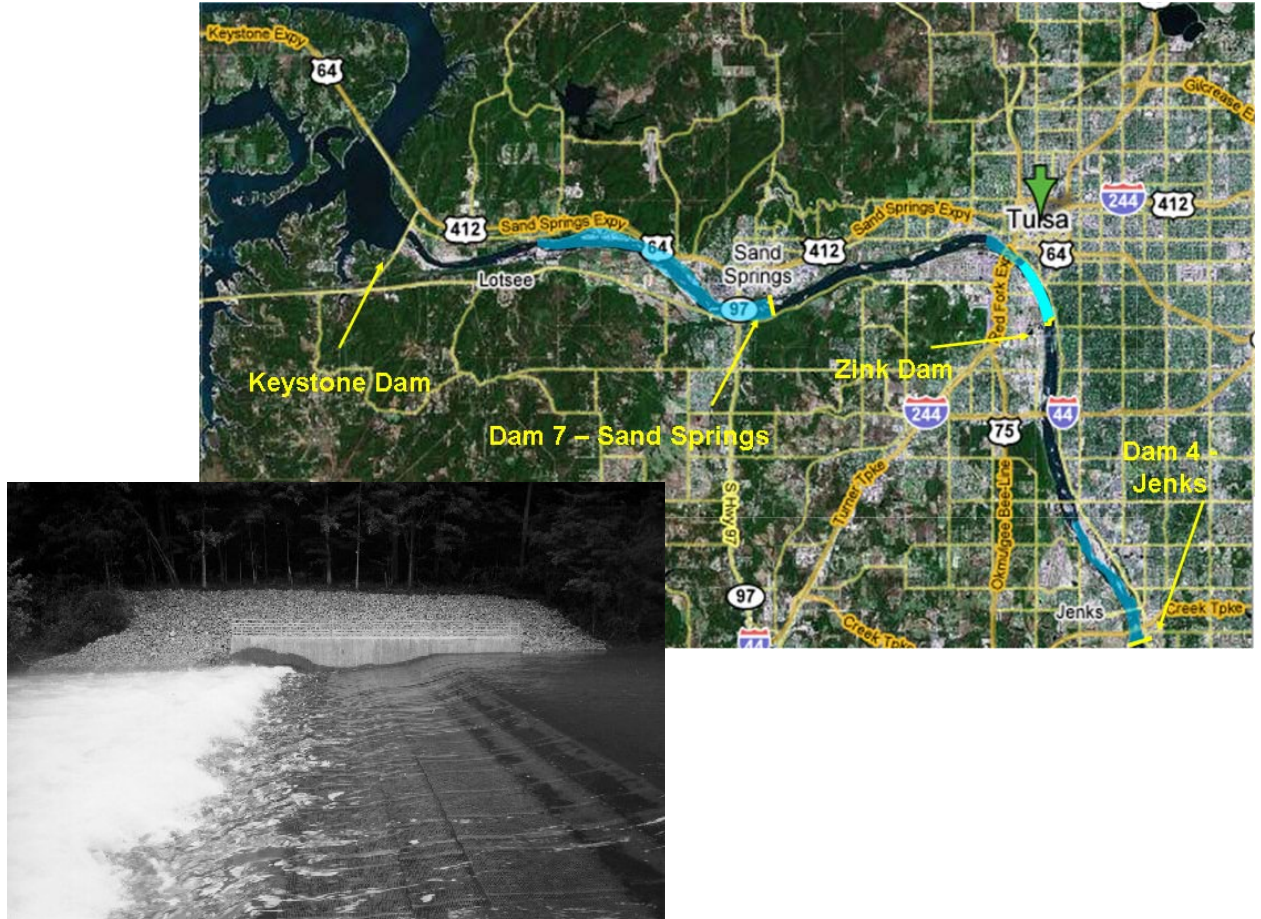 Keystone Expy
64
Gilcrease E
412
Sand Springs Expy
64
Lotsee
Sand
Springs
412
Sand Springs Expy
Tulsa
244
412
64
97
Red Fork Ex
Keystone Dam
Zink Dam
Dam 7 – Sand Springs
244
44
75
Dam 4 -
Jenks
S Hwy 97
Turner Tpke
Okmulgee Bee-Line
97
Jenks
Creek Tpke
Creek Tpke
44